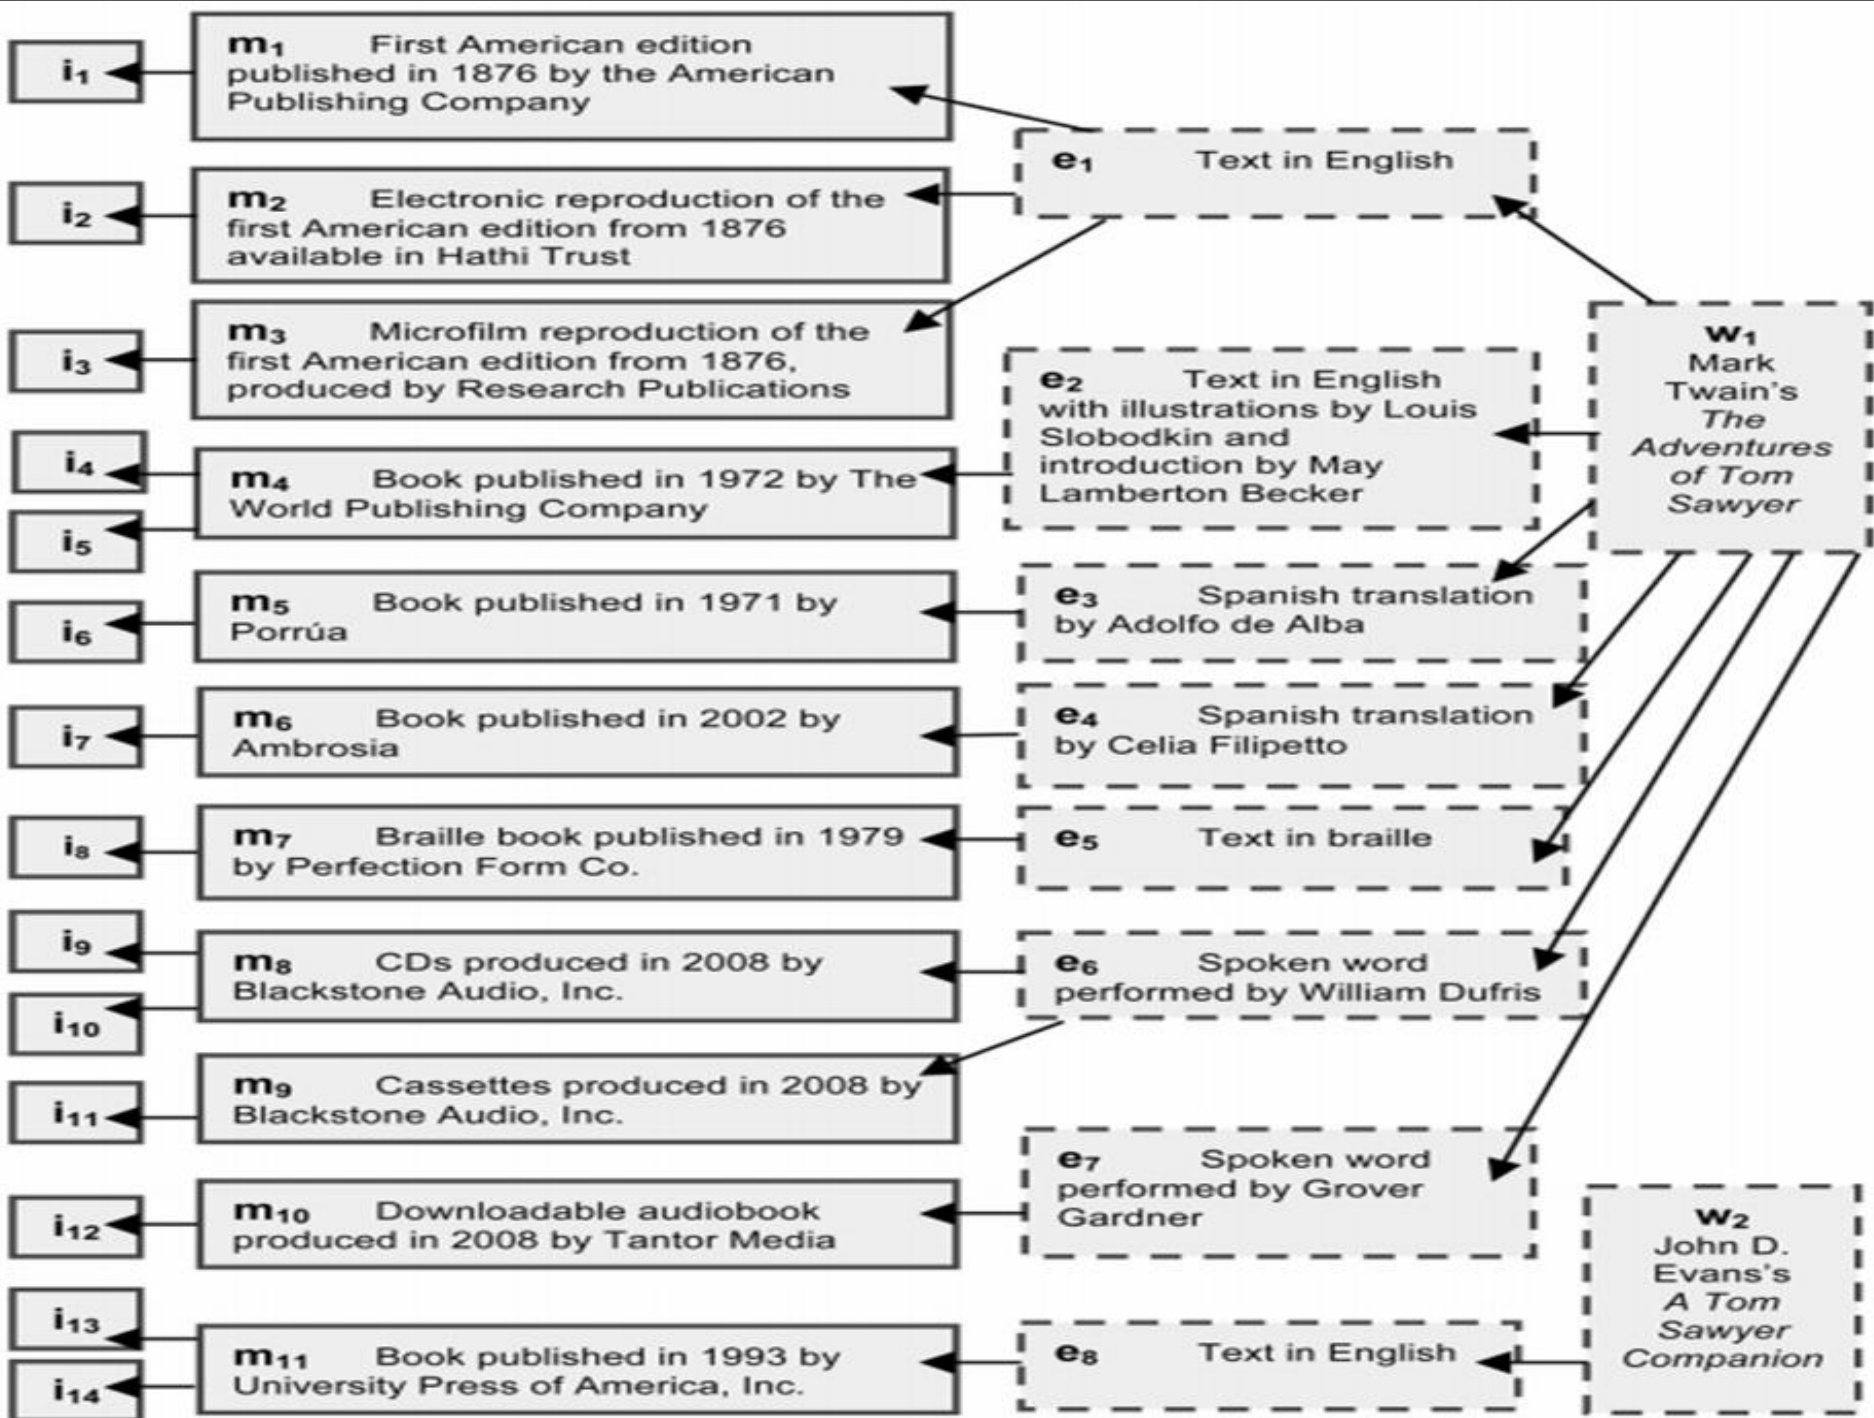 i₁
m₁ First American edition
published in 1876 by the American
Publishing Company
e₁ Text in English
i₂
m₂ Electronic reproduction of the
first American edition from 1876
available in Hathi Trust
i₃
m₃ Microfilm reproduction of the
first American edition from 1876,
produced by Research Publications
w₁
Mark
Twain's
The
Adventures
of Tom
Sawyer
e₂ Text in English
with illustrations by Louis
Slobodkin and
introduction by May
Lamberton Becker
i₄
i₅
m₄ Book published in 1972 by The
World Publishing Company
i₆
m₅ Book published in 1971 by
Porrúa
e₃ Spanish translation
by Adolfo de Alba
i₇
m₆ Book published in 2002 by
Ambrosia
e₄ Spanish translation
by Celia Filipetto
i₈
m₇ Braille book published in 1979
by Perfection Form Co.
e₅ Text in braille
i₉
i₁₀
m₈ CDs produced in 2008 by
Blackstone Audio, Inc.
e₆ Spoken word
performed by William Dufris
i₁₁
m₉ Cassettes produced in 2008 by
Blackstone Audio, Inc.
e₇ Spoken word
performed by Grover
Gardner
i₁₂
m₁₀ Downloadable audiobook
produced in 2008 by Tantor Media
w₂
John D.
Evans's
A Tom
Sawyer
Companion
i₁₃
i₁₄
m₁₁ Book published in 1993 by
University Press of America, Inc.
e₈ Text in English